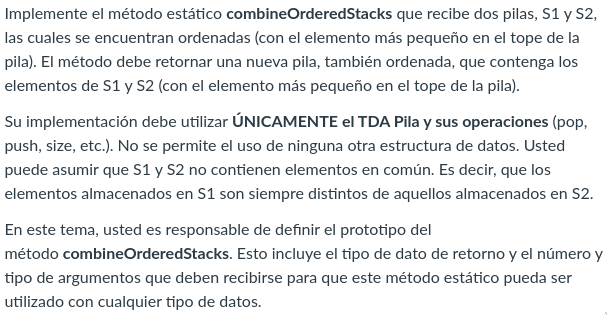 Implemente el método estático combineOrderedStacks que recibe dos pilas, S1 y S2,
las cuales se encuentran ordenadas (con el elemento más pequeño en el tope de la
pila). El método debe retornar una nueva pila, también ordenada, que contenga los
elementos de S1 y S2 (con el elemento más pequeño en el tope de la pila).
Su implementación debe utilizar ÚNICAMENTE el TDA Pila y sus operaciones (pop,
push, size, etc.). No se permite el uso de ninguna otra estructura de datos. Usted
puede asumir que S1 y S2 no contienen elementos en común. Es decir, que los
elementos almacenados en S1 son siempre distintos de aquellos almacenados en S2.
En este tema, usted es responsable de definir el prototipo del
método combineOrderedStacks. Esto incluye el tipo de dato de retorno y el número y
tipo de argumentos que deben recibirse para que este método estático pueda ser
utilizado con cualquier tipo de datos.